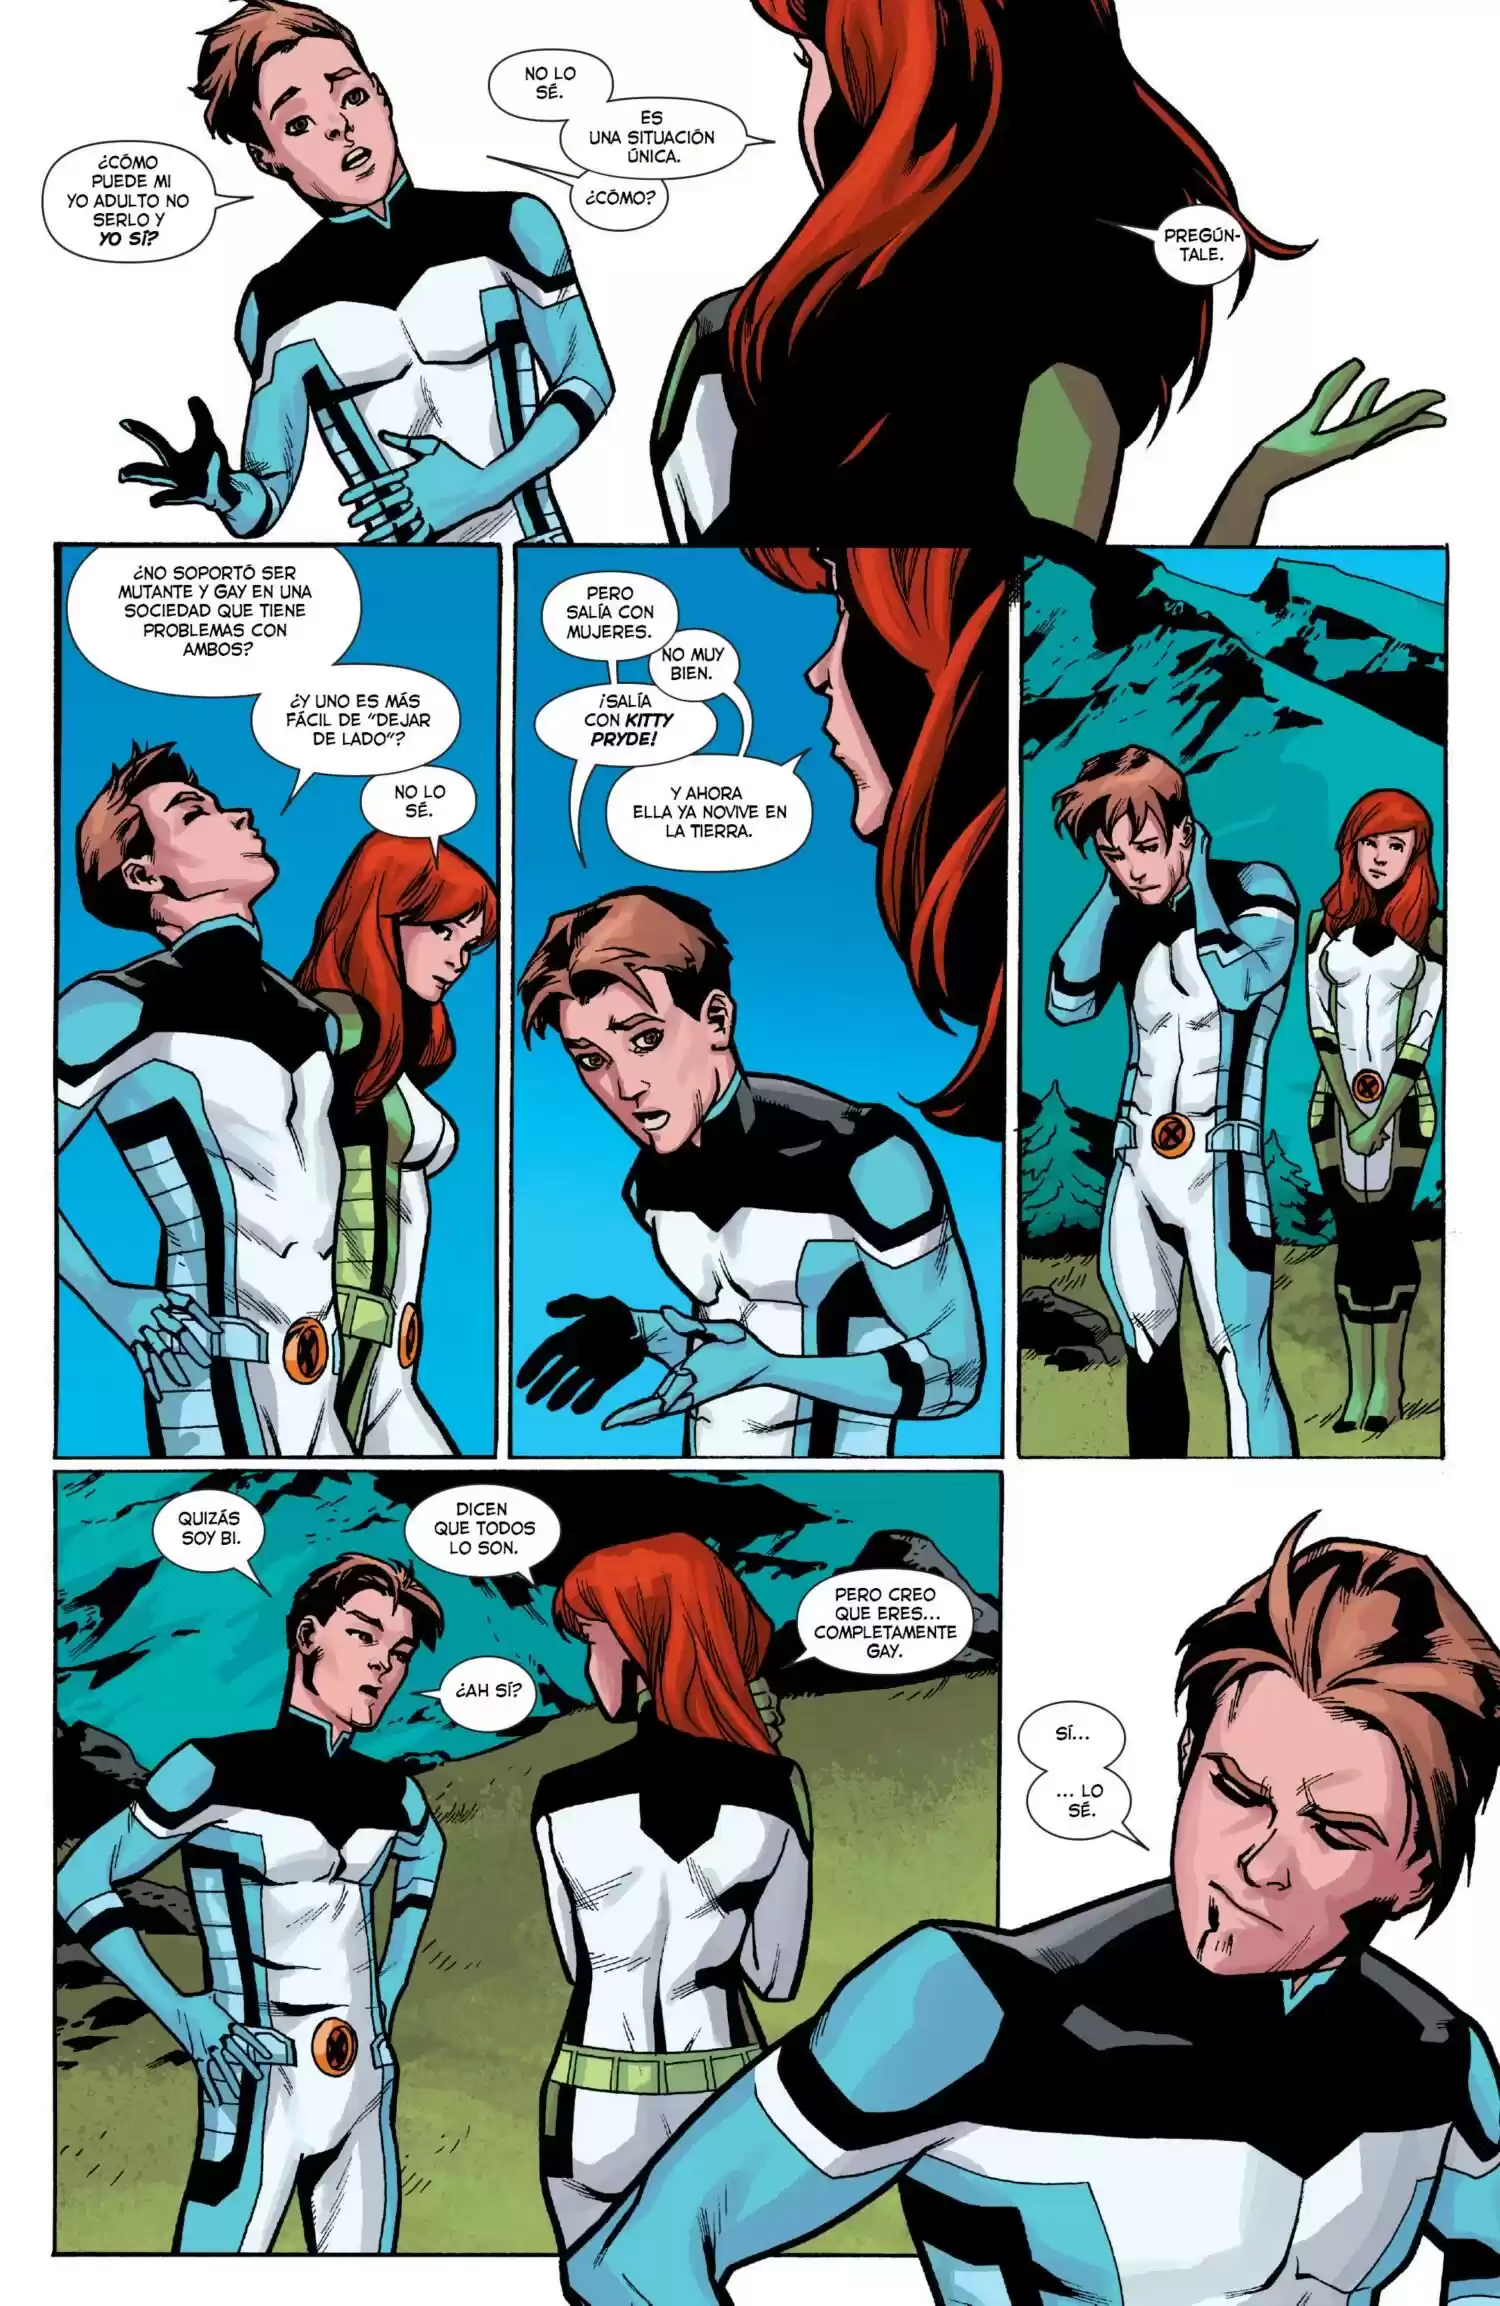 ¿CÓMO
PUEDE MI
YO ADULTO NO
SERLO Y
YO SÍ?
NO LO
SÉ.
ES
UNA SITUACIÓN
ÚNICA.
¿CÓMO?
PREGÚN-
TALE.
¿NO SOPORTÓ SER
MUTANTE Y GAY EN UNA
SOCIEDAD QUE TIENE
PROBLEMAS CON
AMBOS?
¿Y UNO ES MÁS
FÁCIL DE "DEJAR
DE LADO"?
NO LO
SÉ.
PERO
SALÍA CON
MUJERES.
NO MUY
BIEN.
¡SALÍA
CON KITTY
PRYDE!
Y AHORA
ELLA YA NOVIVE EN
LA TIERRA.
QUIZÁS
SOY BI.
DICEN
QUE TODOS
LO SON.
¿AH SÍ?
PERO CREO
QUE ERES...
COMPLETAMENTE
GAY.
SÍ...
... LO
SÉ.